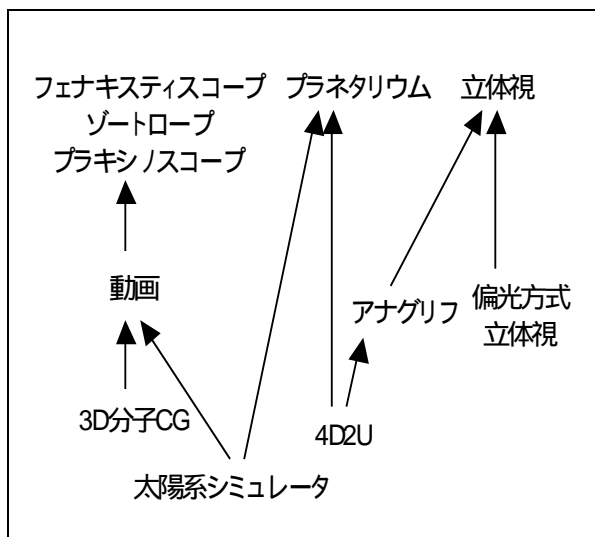 フェナキスティスコープ プラネタリウム 立体視
ゾートロープ
プラキシノスコープ
動画
アナグリフ
偏光方式
立体視
3D分子CG
4D2U
太陽系シミュレータ